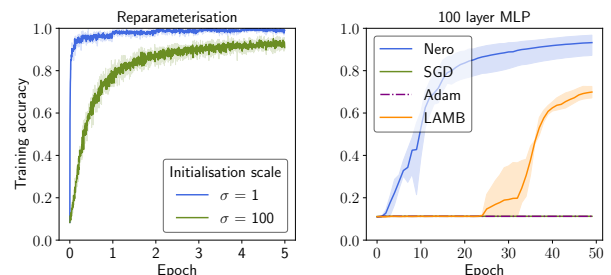 Reparameterisation
Training accuracy
1.0
0.8
0.6
0.4
0.2
0.0
Initialisation scale
σ = 1
σ = 100
0 1 2 3 4 5
Epoch
100 layer MLP
1.0
0.8
0.6
0.4
0.2
0.0
Nero
SGD
Adam
LAMB
0 10 20 30 40 50
Epoch